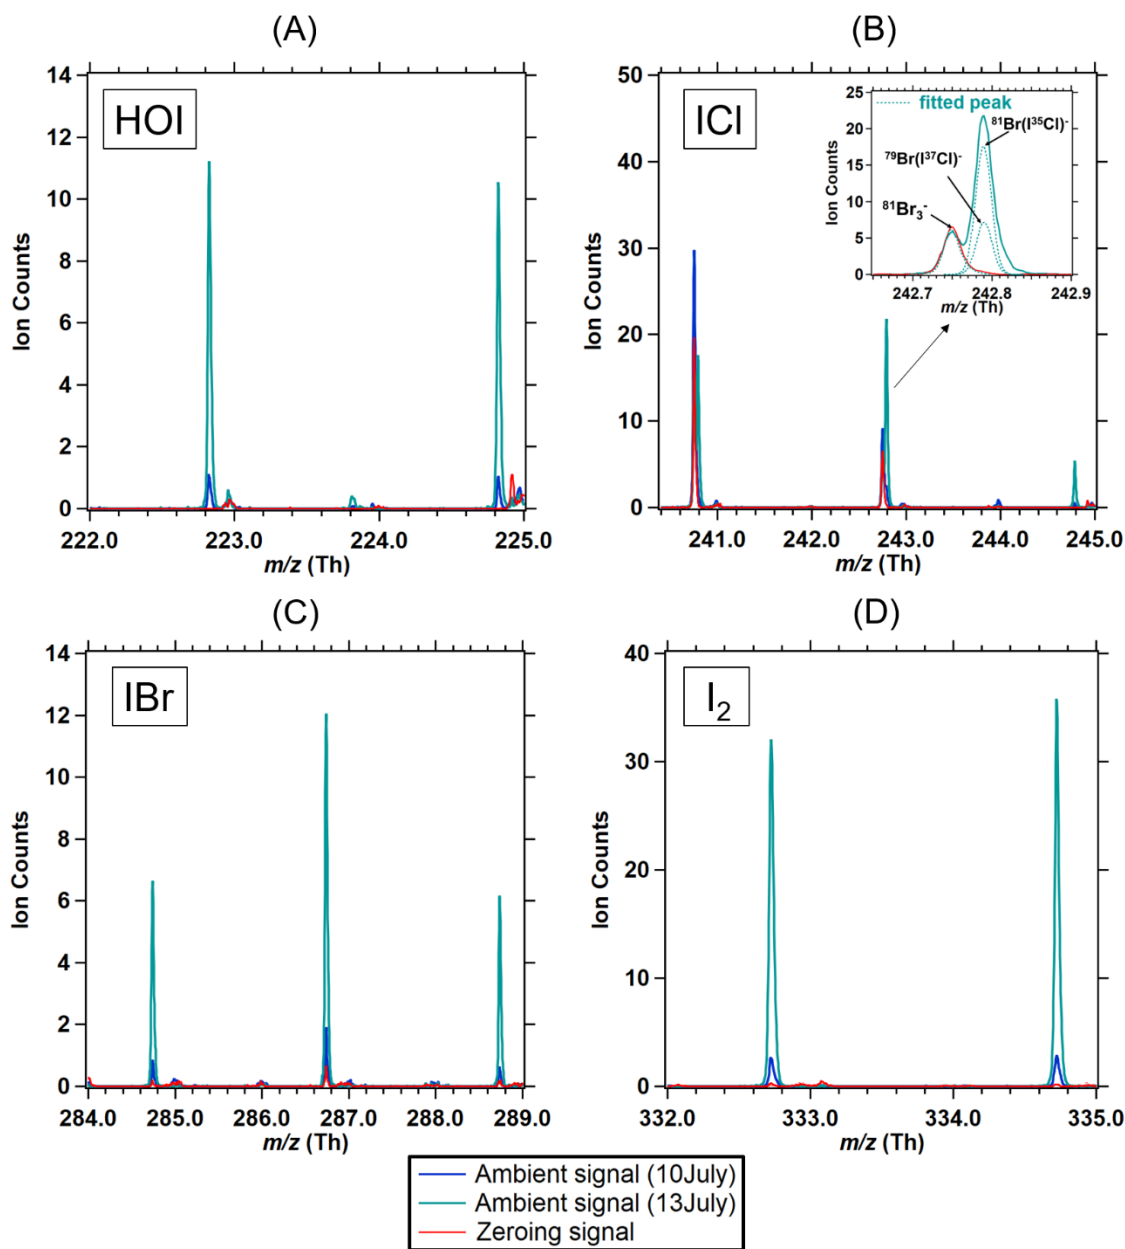 (A)
14
12
10
8
6
4
2
0
Ion Counts
HOI
222.0 223.0 224.0 225.0
m/z (Th)
(B)
50
40
30
20
10
0
Ion Counts
ICl
25
20
15
10
5
0
Ion Counts
fitted peak
⁸¹Br(I³⁵Cl)⁻
⁷⁹Br(I³⁷Cl)⁻
⁸¹Br₃⁻
242.7 242.8 242.9
m/z (Th)
241.0 242.0 243.0 244.0 245.0
m/z (Th)
(C)
14
12
10
8
6
4
2
0
Ion Counts
IBr
284.0 285.0 286.0 287.0 288.0 289.0
m/z (Th)
(D)
40
30
20
10
0
Ion Counts
I₂
332.0 333.0 334.0 335.0
m/z (Th)
Ambient signal (10July)
Ambient signal (13July)
Zeroing signal